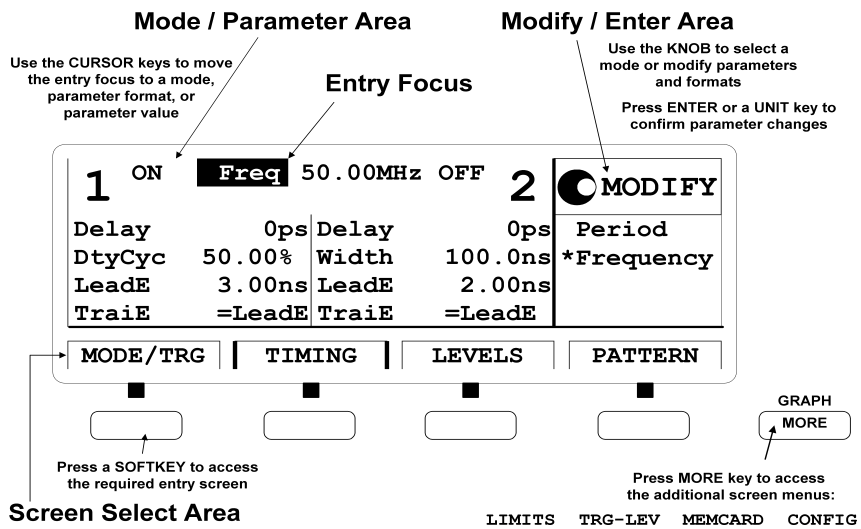 Mode / Parameter Area
Modify / Enter Area
Use the CURSOR keys to move
the entry focus to a mode,
parameter format, or
parameter value
Entry Focus
Use the KNOB to select a
mode or modify parameters
and formats
Press ENTER or a UNIT key to
confirm parameter changes
1 ON Freq 50.00MHz OFF 2 MODIFY
Delay 0ps Delay 0ps Period
DtyCyc 50.00% Width 100.0ns *Frequency
LeadE 3.00ns LeadE 2.00ns
TraiE =LeadE TraiE =LeadE
MODE/TRG TIMING LEVELS PATTERN
GRAPH
MORE
Press a SOFTKEY to access
the required entry screen
Press MORE key to access
the additional screen menus:
Screen Select Area
LIMITS TRG-LEV MEMCARD CONFIG